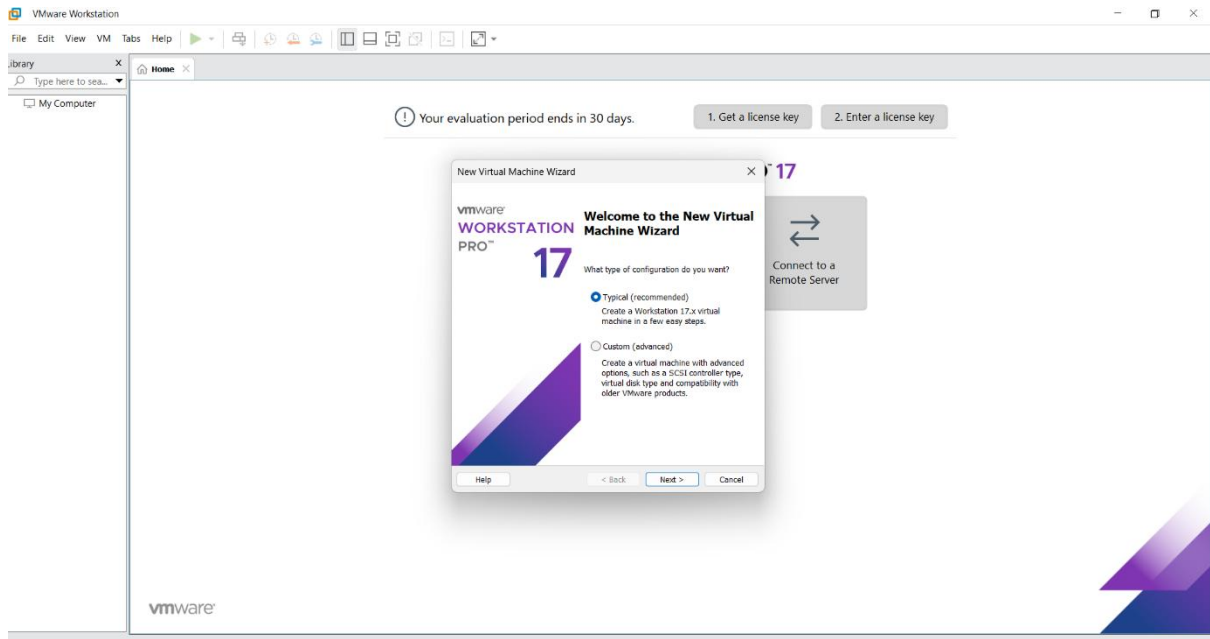 VMware Workstation
File Edit View VM Tabs Help
Library X
Type here to sea...
Home
My Computer
Your evaluation period ends in 30 days.
1. Get a license key
2. Enter a license key
™ 17
New Virtual Machine Wizard
vmware
WORKSTATION
PRO™
17
Welcome to the New Virtual
Machine Wizard
What type of configuration do you want?
Typical (recommended)
Create a Workstation 17.x virtual
machine in a few easy steps.
Custom (advanced)
Create a virtual machine with advanced
options, such as a SCSI controller type,
virtual disk type and compatibility with
older VMware products.
Help
< Back
Next >
Cancel
Connect to a
Remote Server
vmware